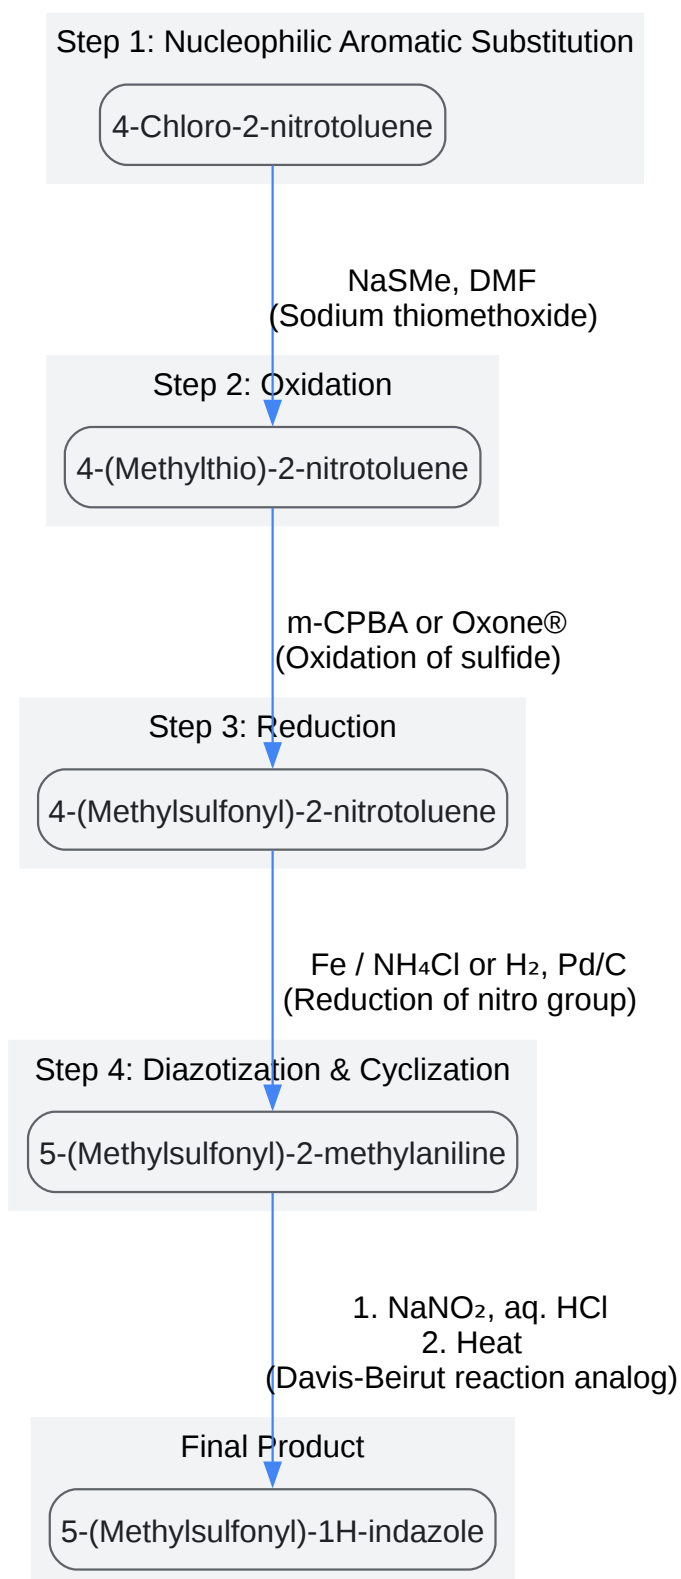 Step 1: Nucleophilic Aromatic Substitution
4-Chloro-2-nitrotoluene
NaSMe, DMF
(Sodium thiomethoxide)
Step 2: Oxidation
4-(Methylthio)-2-nitrotoluene
m-CPBA or Oxone®
(Oxidation of sulfide)
Step 3: Reduction
4-(Methylsulfonyl)-2-nitrotoluene
Fe / NH₄Cl or H₂, Pd/C
(Reduction of nitro group)
Step 4: Diazotization & Cyclization
5-(Methylsulfonyl)-2-methylaniline
1. NaNO₂, aq. HCl
2. Heat
(Davis-Beirut reaction analog)
Final Product
5-(Methylsulfonyl)-1H-indazole